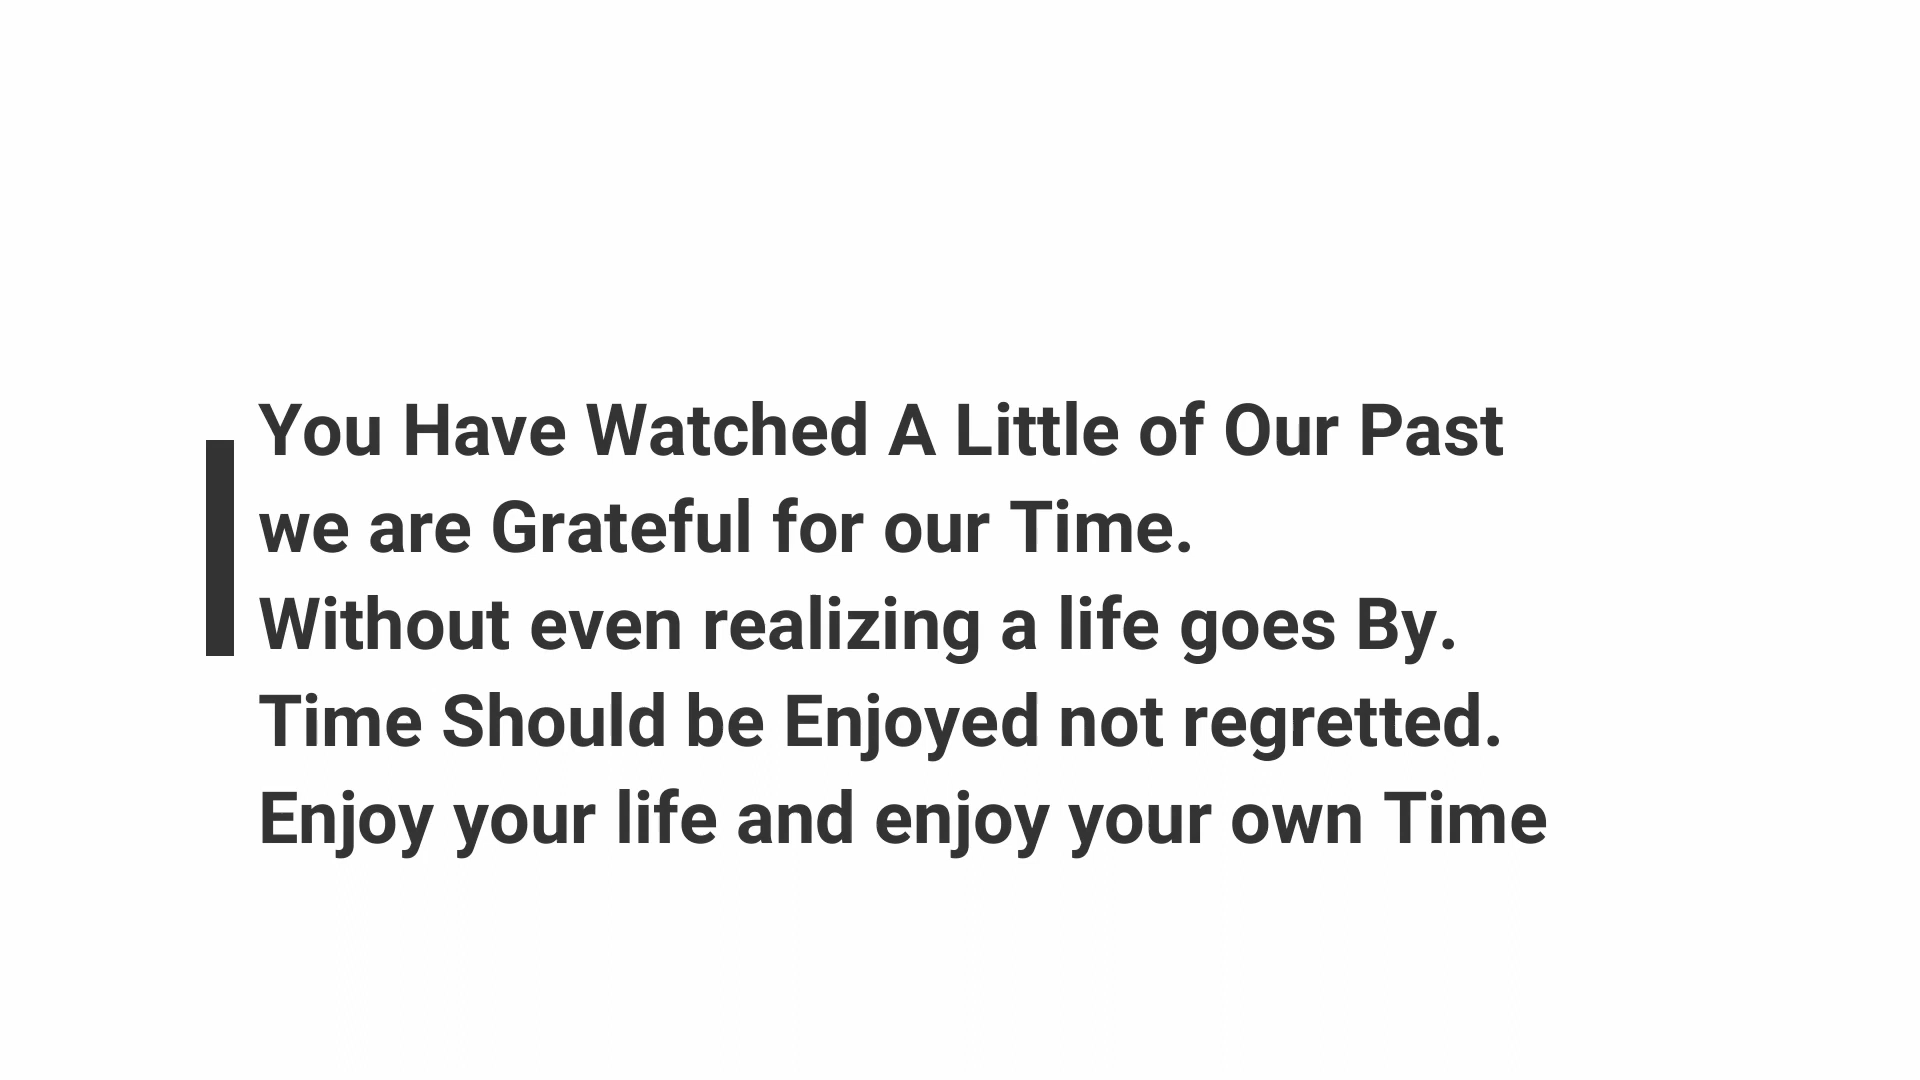 You Have Watched A Little of Our Past
we are Grateful for our Time.
Without even realizing a life goes By.
Time Should be Enjoyed not regretted.
Enjoy your life and enjoy your own Time